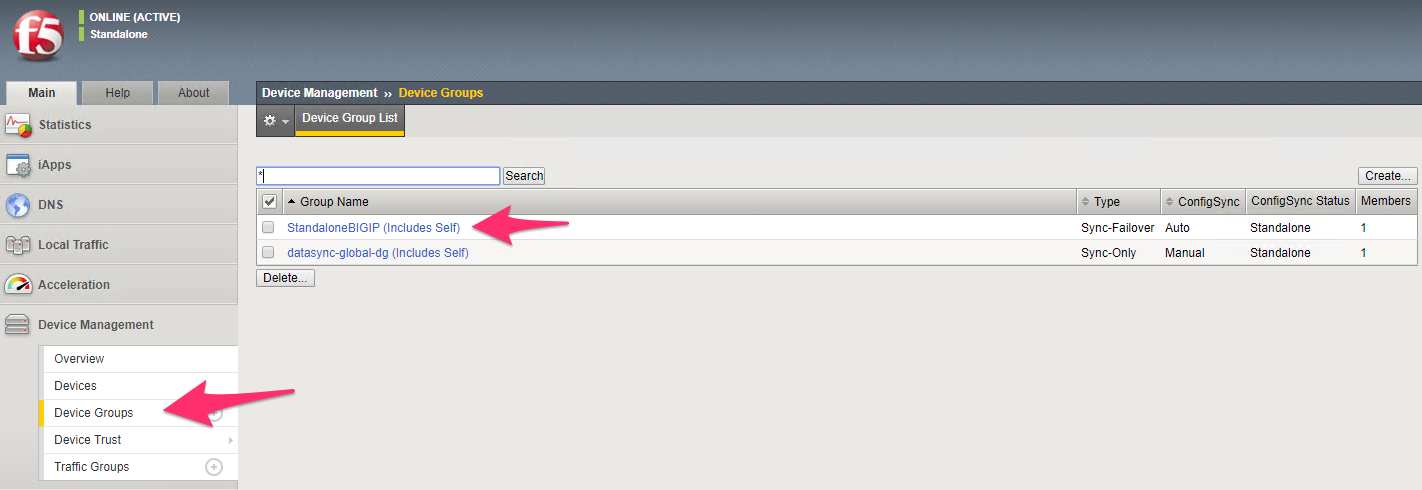 f5
ONLINE (ACTIVE)
Standalone
Main Help About
Statistics
iApps
DNS
Local Traffic
Acceleration
Device Management
Overview
Devices
Device Groups
Device Trust
Traffic Groups
Device Management ›› Device Groups
Device Group List
* Search Create...
Group Name Type ConfigSync ConfigSync Status Members
StandaloneBIGIP (Includes Self) Sync-Failover Auto Standalone 1
datasync-global-dg (Includes Self) Sync-Only Manual Standalone 1
Delete...